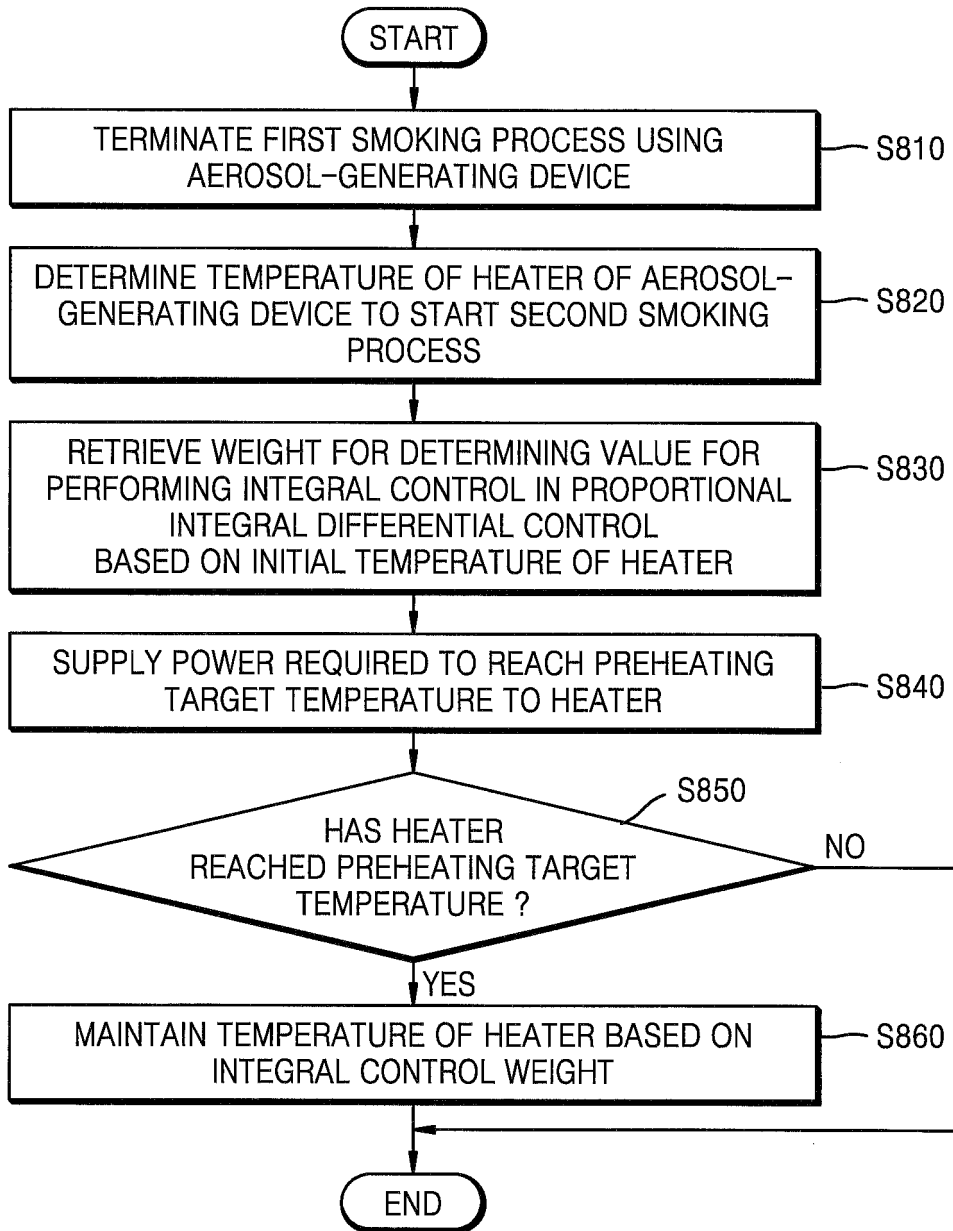 START
TERMINATE FIRST SMOKING PROCESS USING
AEROSOL-GENERATING DEVICE
S810
DETERMINE TEMPERATURE OF HEATER OF AEROSOL-
GENERATING DEVICE TO START SECOND SMOKING
PROCESS
S820
RETRIEVE WEIGHT FOR DETERMINING VALUE FOR
PERFORMING INTEGRAL CONTROL IN PROPORTIONAL
INTEGRAL DIFFERENTIAL CONTROL
BASED ON INITIAL TEMPERATURE OF HEATER
S830
SUPPLY POWER REQUIRED TO REACH PREHEATING
TARGET TEMPERATURE TO HEATER
S840
S850
HAS HEATER
REACHED PREHEATING TARGET
TEMPERATURE ?
NO
YES
MAINTAIN TEMPERATURE OF HEATER BASED ON
INTEGRAL CONTROL WEIGHT
S860
END